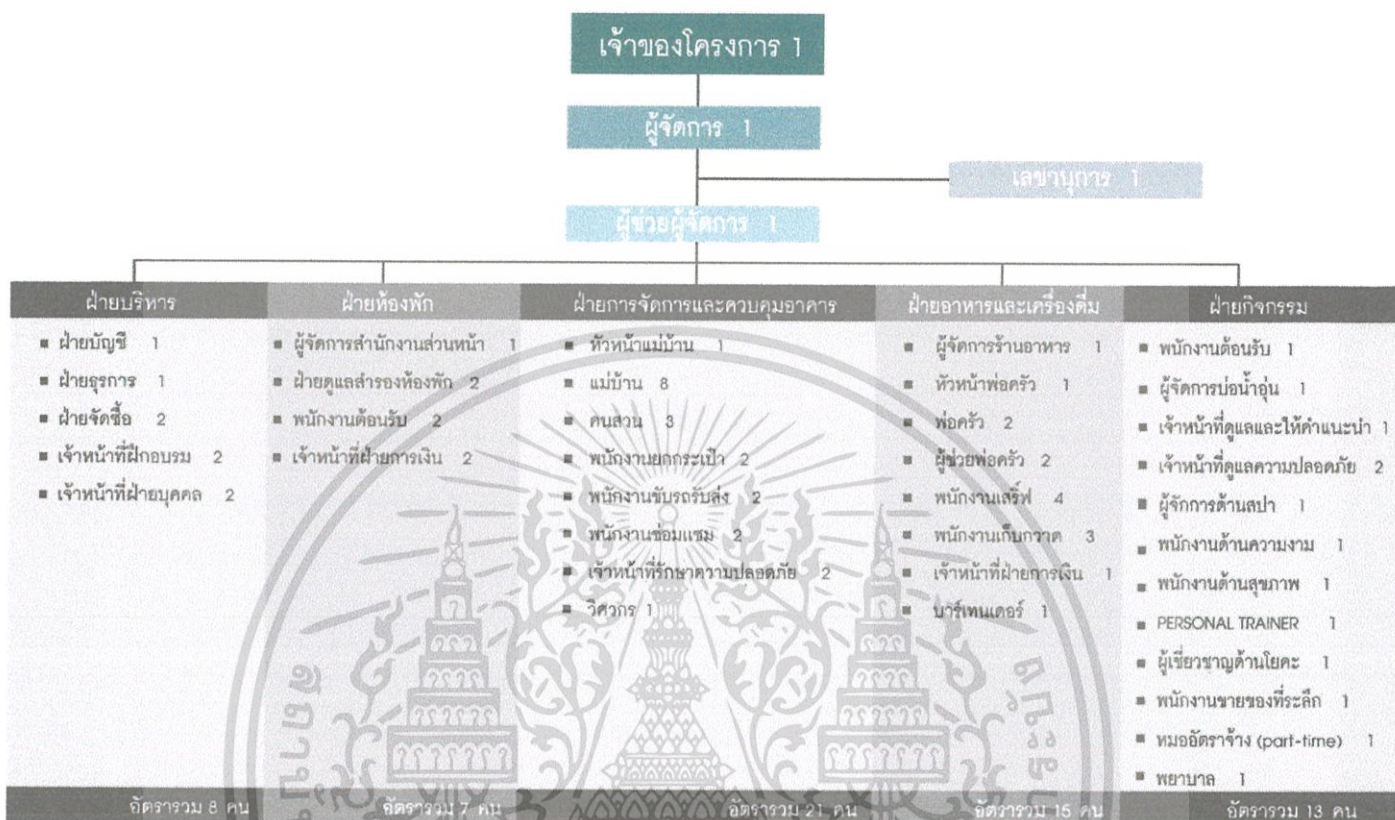 เจ้าของโครงการ 1
ผู้จัดการ 1
เลขานุการ 1
ผู้ช่วยผู้จัดการ 1
ฝ่ายบริหาร
■ ฝ่ายบัญชี 1
■ ฝ่ายธุรการ 1
■ ฝ่ายจัดซื้อ 2
■ เจ้าหน้าที่ฝึกอบรม 2
■ เจ้าหน้าที่ฝ่ายบุคคล 2
อัตรารวม 8 คน
ฝ่ายห้องพัก
■ ผู้จัดการสำนักงานส่วนหน้า 1
■ ฝ่ายดูแลสำรองห้องพัก 2
■ พนักงานต้อนรับ 2
■ เจ้าหน้าที่ฝ่ายการเงิน 2
อัตรารวม 7 คน
ฝ่ายการจัดการและควบคุมอาคาร
■ หัวหน้าแม่บ้าน 1
■ แม่บ้าน 8
■ คนสวน 3
■ พนักงานยกกระเป๋า 2
■ พนักงานขับรถรับส่ง 2
■ พนักงานซ่อมแซม 2
■ เจ้าหน้าที่รักษาความปลอดภัย 2
■ วิศวกร 1
อัตรารวม 21 คน
ฝ่ายอาหารและเครื่องดื่ม
■ ผู้จัดการร้านอาหาร 1
■ หัวหน้าพ่อครัว 1
■ พ่อครัว 2
■ ผู้ช่วยพ่อครัว 2
■ พนักงานเสริ์ฟ 4
■ พนักงานเก็บกวาด 3
■ เจ้าหน้าที่ฝ่ายการเงิน 1
■ บาร์เทนเดอร์ 1
อัตรารวม 15 คน
ฝ่ายกิจกรรม
■ พนักงานต้อนรับ 1
■ ผู้จัดการบ่อน้ำอุ่น 1
■ เจ้าหน้าที่ดูแลและให้คำแนะนำ 1
■ เจ้าหน้าที่ดูแลความปลอดภัย 2
■ ผู้จักการด้านสปา 1
■ พนักงานด้านความงาม 1
■ พนักงานด้านสุขภาพ 1
■ PERSONAL TRAINER 1
■ ผู้เชี่ยวชาญด้านโยคะ 1
■ พนักงานขายของที่ระลึก 1
■ หมออัตราจ้าง (part-time) 1
■ พยาบาล 1
อัตรารวม 13 คน